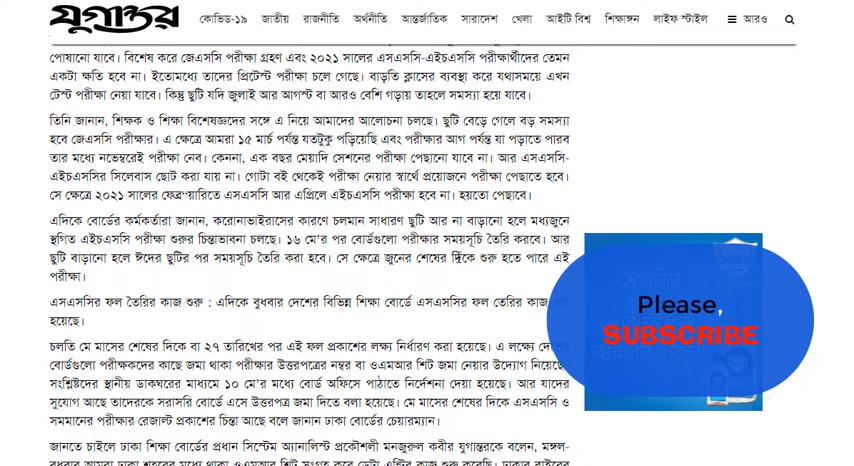 যুগান্তর
কোভিড-১৯ জাতীয় রাজনীতি অর্থনীতি আন্তর্জাতিক সারাদেশ খেলা আইটি বিশ্ব শিক্ষাঙ্গন লাইফ স্টাইল আরও
পোষানো যাবে। বিশেষ করে জেএসসি পরীক্ষা গ্রহণ এবং ২০২১ সালের এসএসসি-এইচএসসি পরীক্ষার্থীদের তেমন
একটা ক্ষতি হবে না। ইতোমধ্যে তাদের প্রিটেস্ট পরীক্ষা চলে গেছে। বাড়তি ক্লাসের ব্যবস্থা করে যথাসময়ে এখন
টেস্ট পরীক্ষা নেয়া যাবে। কিন্তু ছুটি যদি জুলাই আর আগস্ট বা আরও বেশি গড়ায় তাহলে সমস্যা হয়ে যাবে।
তিনি জানান, শিক্ষক ও শিক্ষা বিশেষজ্ঞদের সঙ্গে এ নিয়ে আমাদের আলোচনা চলছে। ছুটি বেড়ে গেলে বড় সমস্যা
হবে জেএসসি পরীক্ষার। এ ক্ষেত্রে আমরা ১৫ মার্চ পর্যন্ত যতটুকু পড়িয়েছি এবং পরীক্ষার আগ পর্যন্ত যা পড়াতে পারব
তার মধ্যে নভেম্বরেই পরীক্ষা নেব। কেননা, এক বছর মেয়াদি সেশনের পরীক্ষা পেছানো যাবে না। আর এসএসসি-
এইচএসসির সিলেবাস ছোট করা যায় না। গোটা বই থেকেই পরীক্ষা নেয়ার স্বার্থে প্রয়োজনে পরীক্ষা পেছাতে হবে।
সে ক্ষেত্রে ২০২১ সালের ফেব্র“য়ারিতে এসএসসি আর এপ্রিলে এইচএসসি পরীক্ষা হবে না। হয়তো পেছাবে।
এদিকে বোর্ডের কর্মকর্তারা জানান, করোনাভাইরাসের কারণে চলমান সাধারণ ছুটি আর না বাড়ানো হলে মধ্যজুনে
স্থগিত এইচএসসি পরীক্ষা শুরুর চিন্তাভাবনা চলছে। ১৬ মে’র পর বোর্ডগুলো পরীক্ষার সময়সূচি তৈরি করবে। আর
ছুটি বাড়ানো হলে ঈদের ছুটির পর সময়সূচি তৈরি করা হবে। সে ক্ষেত্রে জুনের শেষের দিকে শুরু হতে পারে এই
পরীক্ষা।
এসএসসির ফল তৈরির কাজ শুরু : এদিকে বুধবার দেশের বিভিন্ন শিক্ষা বোর্ডে এসএসসির ফল তেরির কাজ
হয়েছে।
চলতি মে মাসের শেষের দিকে বা ২৭ তারিখের পর এই ফল প্রকাশের লক্ষ্য নির্ধারণ করা হয়েছে। এ লক্ষ্যে
বোর্ডগুলো পরীক্ষকদের কাছে জমা থাকা পরীক্ষার উত্তরপত্রের নম্বর বা ওএমআর শিট জমা নেয়ার উদ্যোগ নিয়েছে
সংশ্লিষ্টদের স্থানীয় ডাকঘরের মাধ্যমে ১০ মে’র মধ্যে বোর্ড অফিসে পাঠাতে নির্দেশনা দেয়া হয়েছে। আর যাদের
সুযোগ আছে তাদেরকে সরাসরি বোর্ডে এসে উত্তরপত্র জমা দিতে বলা হয়েছে। মে মাসের শেষের দিকে এসএসসি ও
সমমানের পরীক্ষার রেজাল্ট প্রকাশের চিন্তা আছে বলে জানান ঢাকা বোর্ডের চেয়ারম্যান।
জানতে চাইলে ঢাকা শিক্ষা বোর্ডের প্রধান সিস্টেম অ্যানালিস্ট প্রকৌশলী মনজুরুল কবীর যুগান্তরকে বলেন, মঙ্গল-
Please,
SUBSCRIBE